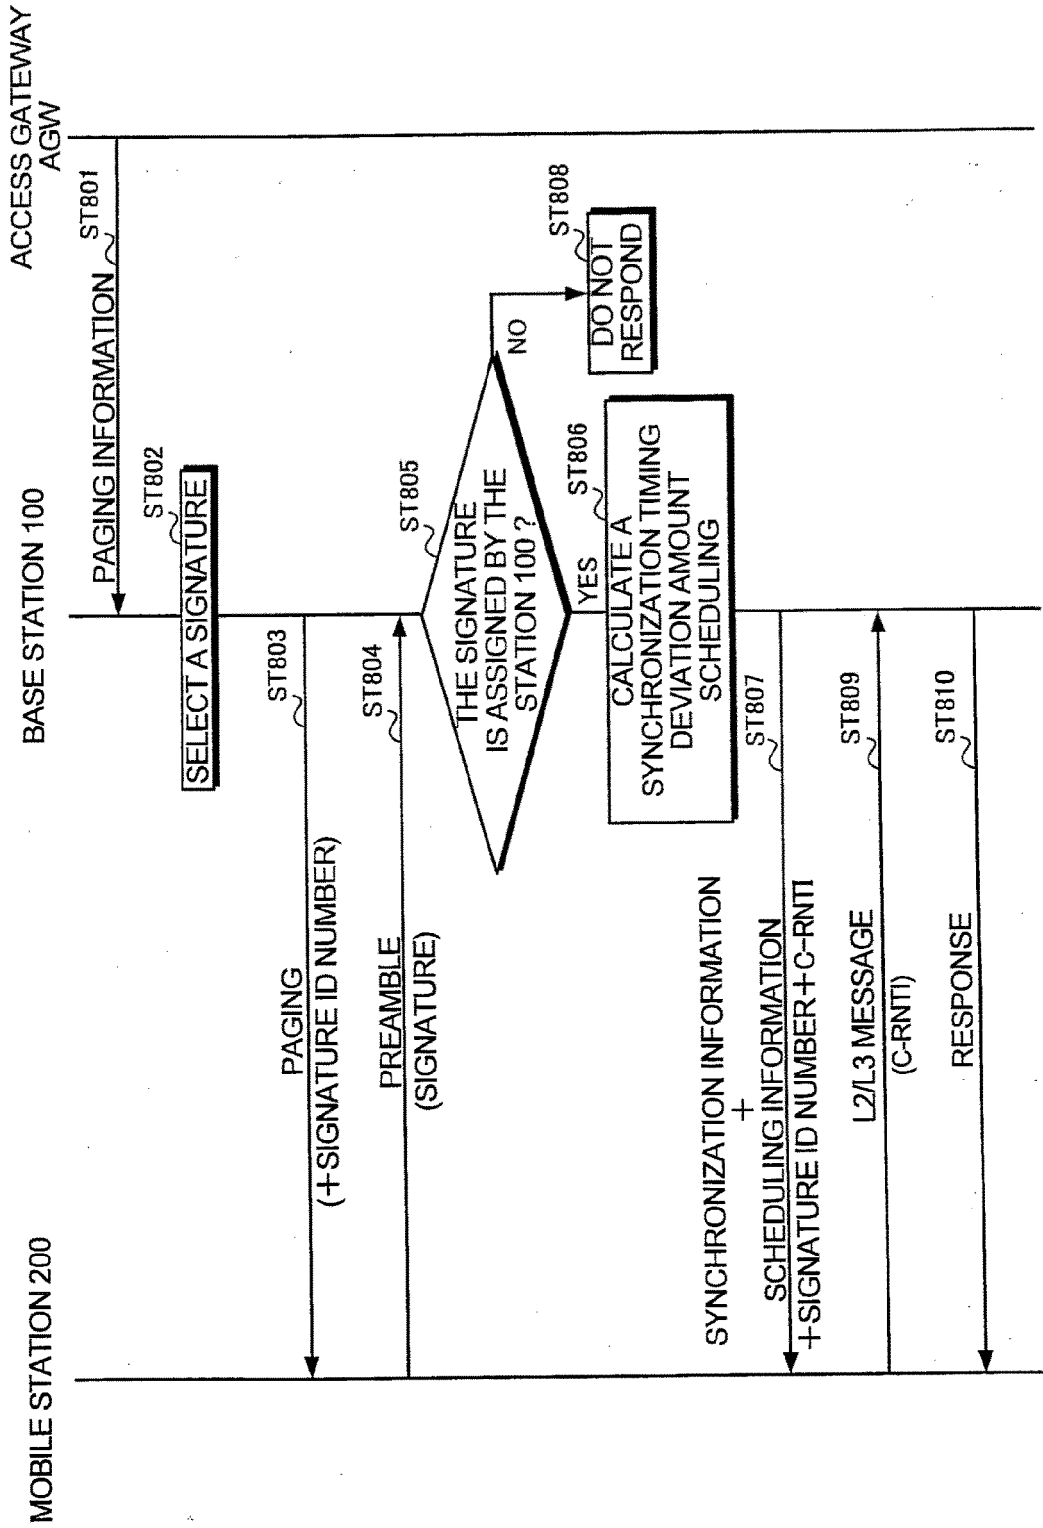 MOBILE STATION 200
BASE STATION 100
ACCESS GATEWAY
AGW
PAGING INFORMATION
ST801
ST802
SELECT A SIGNATURE
ST803
PAGING
(+SIGNATURE ID NUMBER)
ST804
PREAMBLE
(SIGNATURE)
ST805
THE SIGNATURE
IS ASSIGNED BY THE
STATION 100 ?
NO
ST808
DO NOT
RESPOND
YES
ST806
CALCULATE A
SYNCHRONIZATION TIMING
DEVIATION AMOUNT
SCHEDULING
ST807
SYNCHRONIZATION INFORMATION
+
SCHEDULING INFORMATION
+SIGNATURE ID NUMBER+C-RNTI
ST809
L2/L3 MESSAGE
(C-RNTI)
ST810
RESPONSE